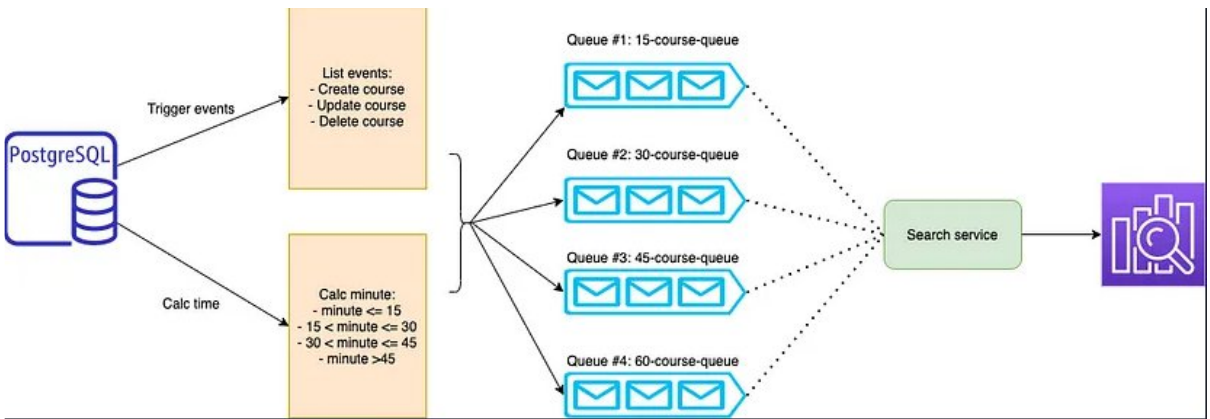 PostgreSQL
Trigger events
Calc time
List events:
- Create course
- Update course
- Delete course
Calc minute:
- minute <= 15
- 15 < minute <= 30
- 30 < minute <= 45
- minute >45
Queue #1: 15-course-queue
Queue #2: 30-course-queue
Queue #3: 45-course-queue
Queue #4: 60-course-queue
Search service